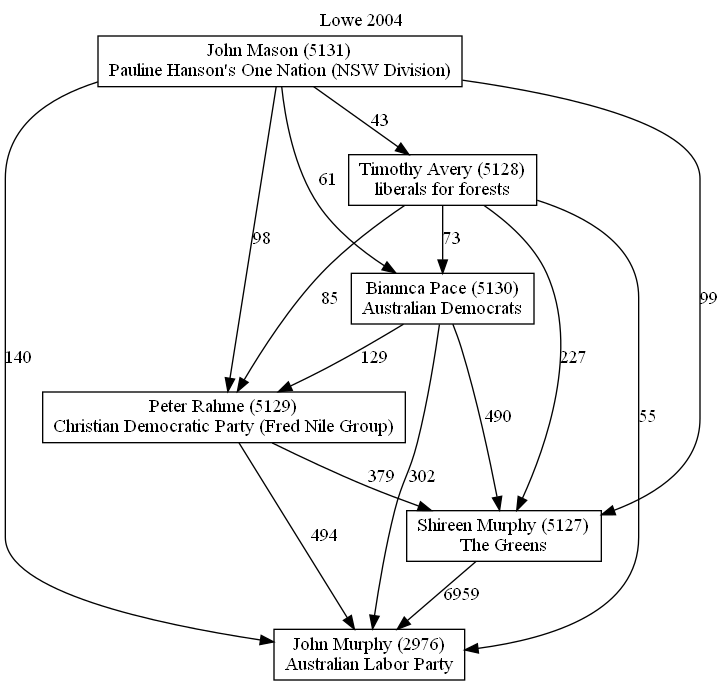 Lowe 2004
John Mason (5131)
Pauline Hanson's One Nation (NSW Division)
43
Timothy Avery (5128)
liberals for forests
61
98
73
85
99
Biannca Pace (5130)
Australian Democrats
140
129
227
490
55
Peter Rahme (5129)
Christian Democratic Party (Fred Nile Group)
379
302
494
Shireen Murphy (5127)
The Greens
6959
John Murphy (2976)
Australian Labor Party